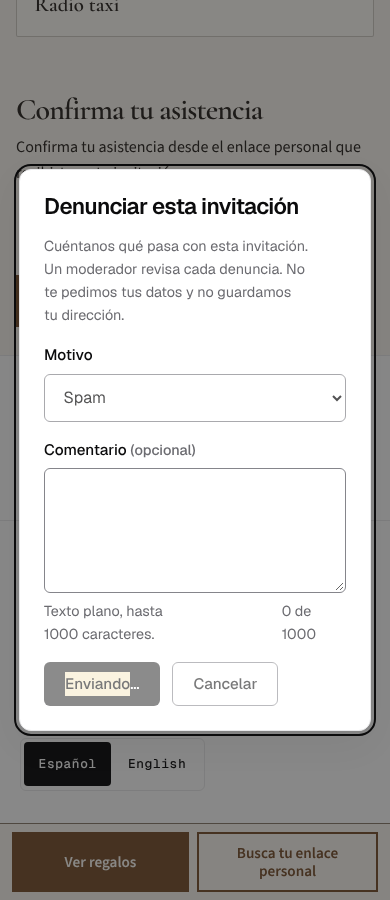 Radio taxi
Confirma tu asistencia
Confirma tu asistencia desde el enlace personal que
Denunciar esta invitación
Cuéntanos qué pasa con esta invitación.
Un moderador revisa cada denuncia. No
te pedimos tus datos y no guardamos
tu dirección.
Motivo
Spam
Comentario (opcional)
Texto plano, hasta
1000 caracteres.
0 de
1000
Enviando…
Cancelar
Español
English
Ver regalos
Busca tu enlace
personal